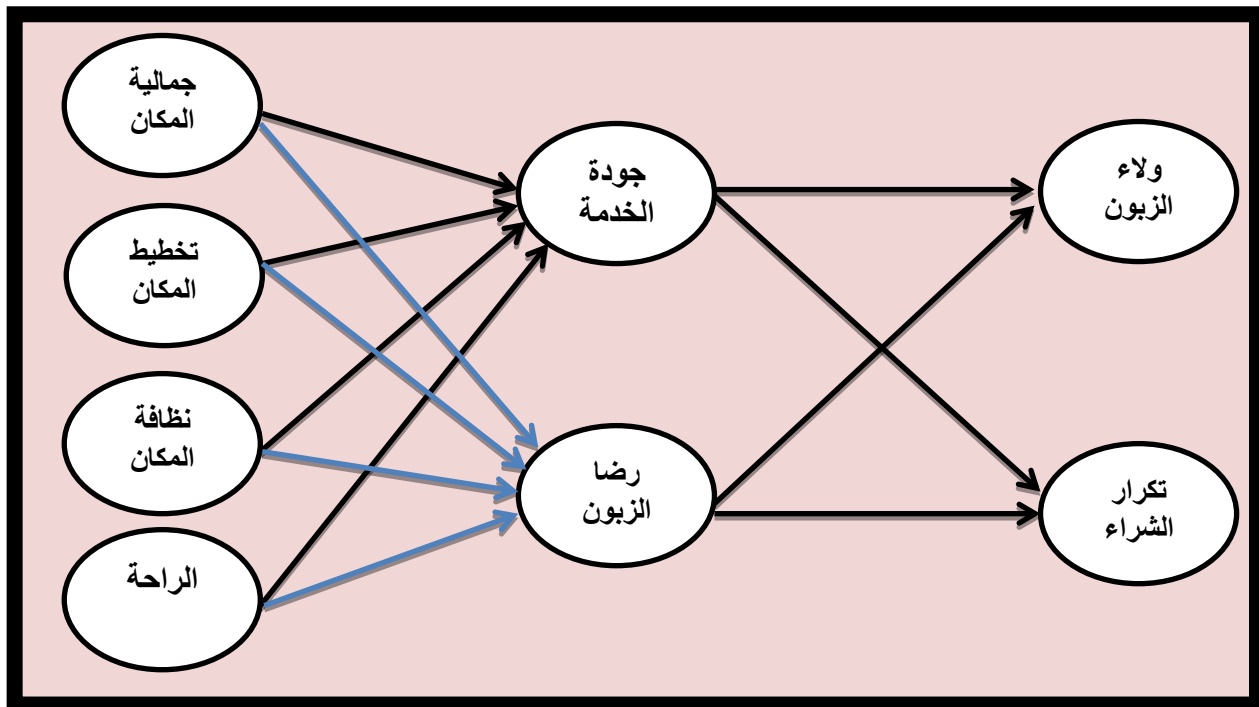 جمالية
المكان
تخطيط
المكان
نظافة
المكان
الراحة
جودة
الخدمة
رضا
الزبون
ولاء
الزبون
تكرار
الشراء